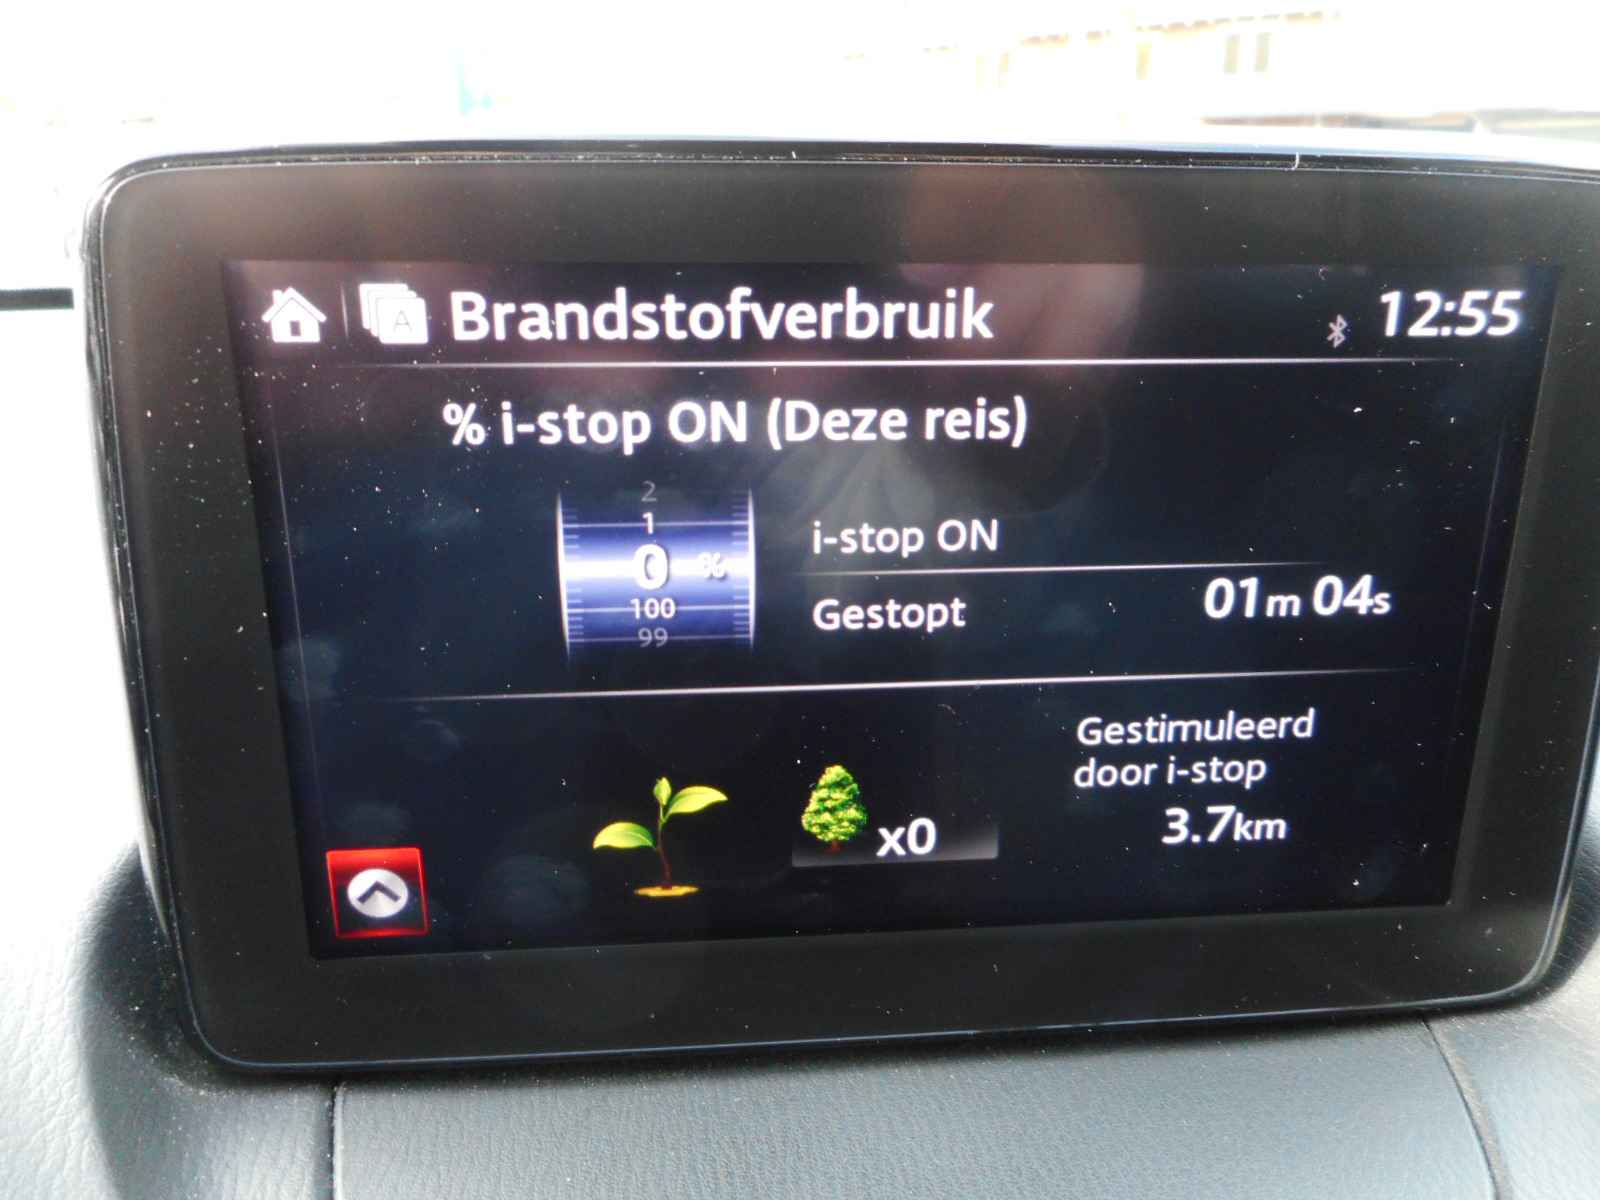 A Brandstofverbruik 12:55
% i-stop ON (Deze reis)
2
1
0 %
100
99
i-stop ON
Gestopt
01m 04s
x0
Gestimuleerd
door i-stop
3.7km